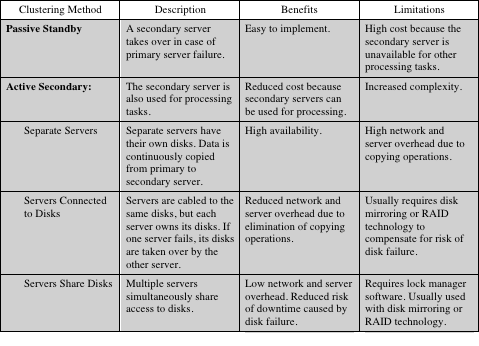 Clustering Method Description Benefits Limitations
Passive Standby
A secondary server
takes over in case of
primary server failure.
Easy to implement.
High cost because the
secondary server is
unavailable for other
processing tasks.
Active Secondary:
The secondary server is
also used for processing
tasks.
Reduced cost because
secondary servers can
be used for processing.
Increased complexity.
Separate Servers
Separate servers have
their own disks. Data is
continuously copied
from primary to
secondary server.
High availability.
High network and
server overhead due to
copying operations.
Servers Connected
to Disks
Servers are cabled to the
same disks, but each
server owns its disks. If
one server fails, its disks
are taken over by the
other server.
Reduced network and
server overhead due to
elimination of copying
operations.
Usually requires disk
mirroring or RAID
technology to
compensate for risk of
disk failure.
Servers Share Disks
Multiple servers
simultaneously share
access to disks.
Low network and server
overhead. Reduced risk
of downtime caused by
disk failure.
Requires lock manager
software. Usually used
with disk mirroring or
RAID technology.